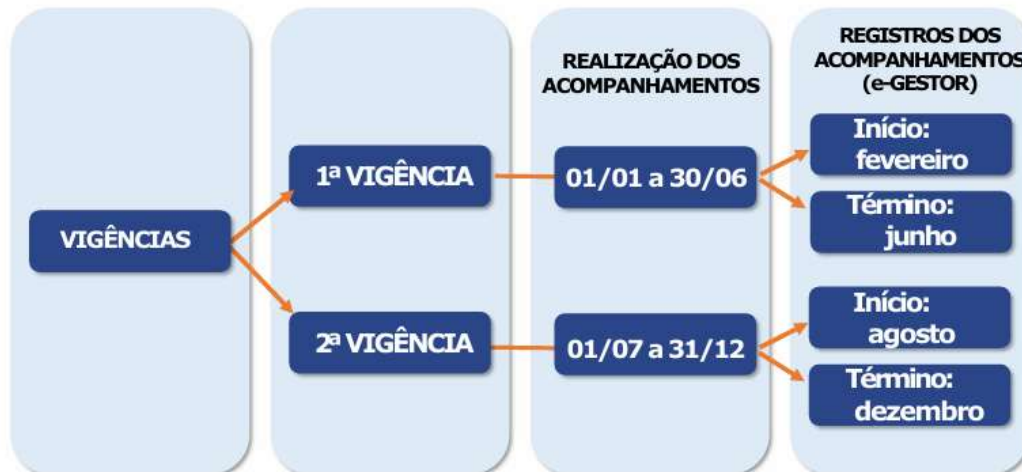 VIGÊNCIAS
1ª VIGÊNCIA
2ª VIGÊNCIA
REALIZAÇÃO DOS
ACOMPANHAMENTOS
01/01 a 30/06
01/07 a 31/12
REGISTROS DOS
ACOMPANHAMENTOS
(e-GESTOR)
Início:
fevereiro
Término:
junho
Início:
agosto
Término:
dezembro